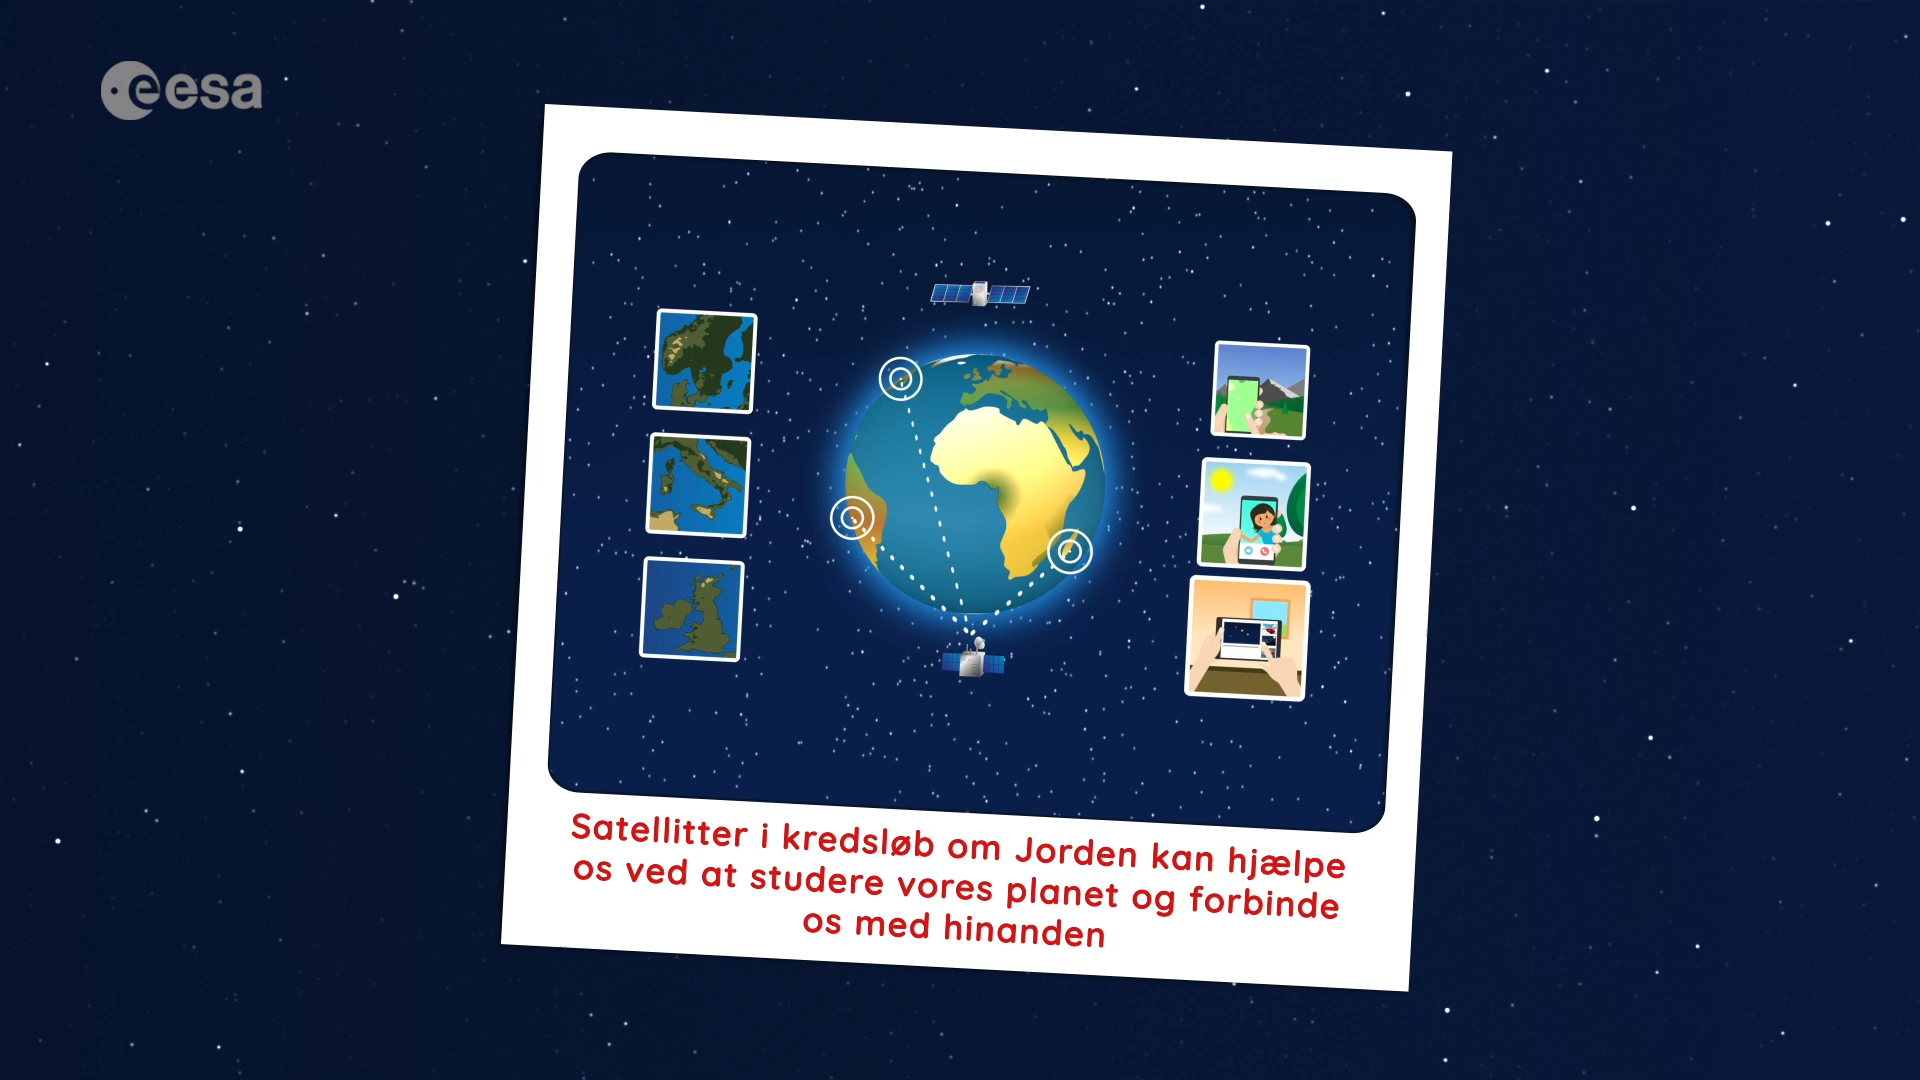 esa
Satellitter i kredsløb om Jorden kan hjælpe
os ved at studere vores planet og forbinde
os med hinanden